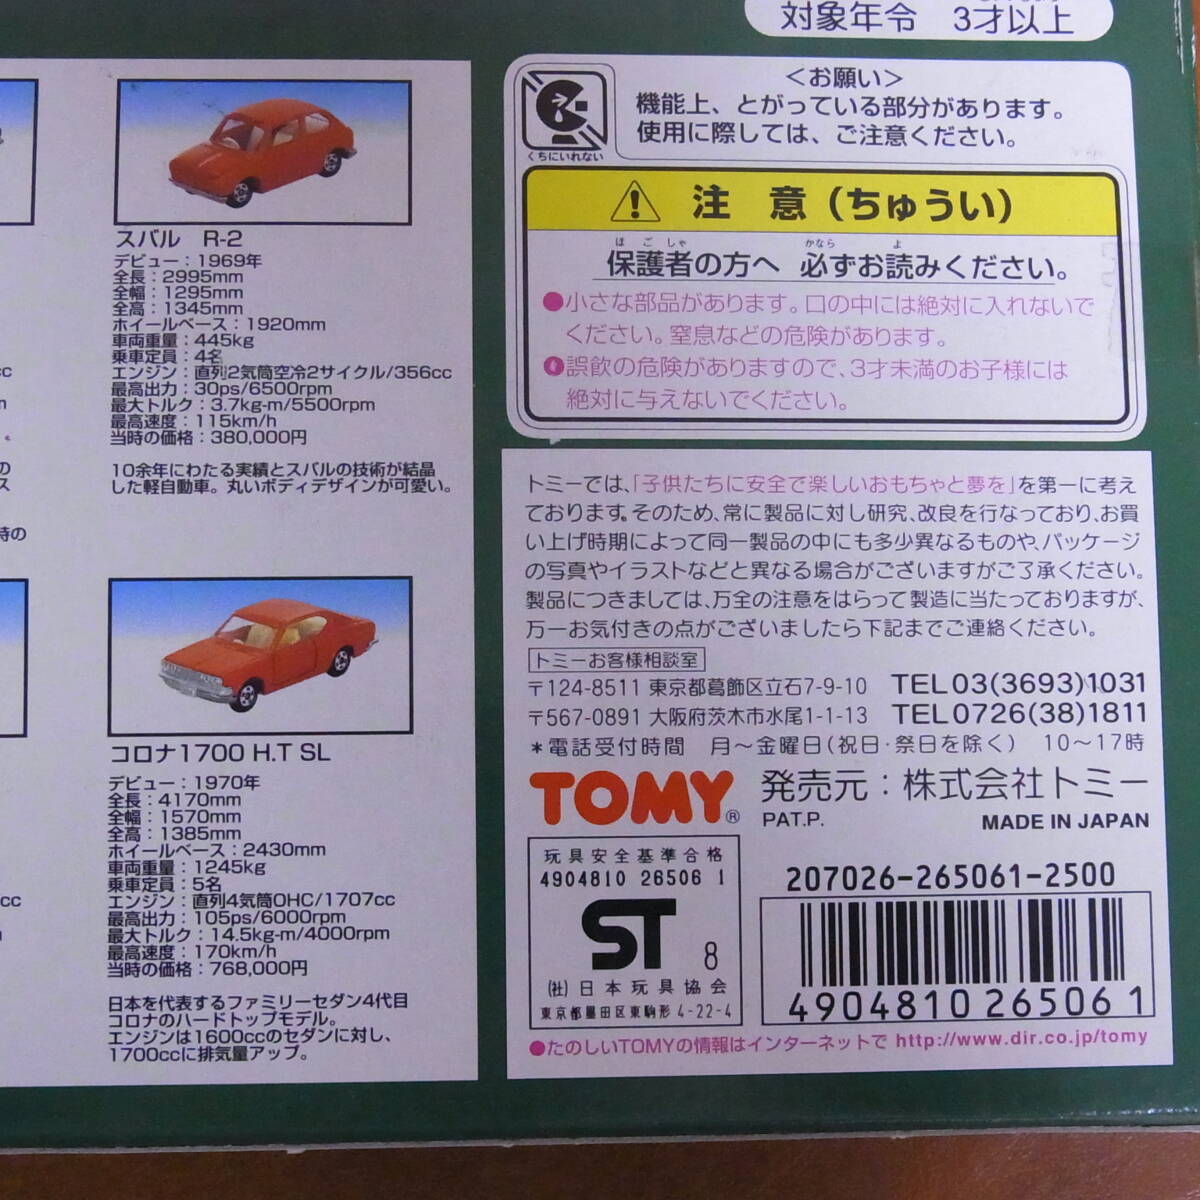 対象年令　3才以上
くちにいれない
＜お願い＞
機能上、とがっている部分があります。
使用に際しては、ご注意ください。
注　意（ちゅうい）
ほ　ご　しゃ　かなら　よ
保護者の方へ 必ずお読みください。
●小さな部品があります。口の中には絶対に入れないで
ください。窒息などの危険があります。
●誤飲の危険がありますので、3才未満のお子様には
絶対に与えないでください。
スバル　R-2
デビュー：1969年
全長：2995mm
全幅：1295mm
全高：1345mm
ホイールベース：1920mm
車両重量：445kg
乗車定員：4名
エンジン：直列2気筒空冷2サイクル/356cc
最高出力：30ps/6500rpm
最大トルク：3.7kg-m/5500rpm
最高速度：115km/h
当時の価格：380,000円
10余年にわたる実績とスバルの技術が結晶
した軽自動車。丸いボディデザインが可愛い。
コロナ1700 H.T SL
デビュー：1970年
全長：4170mm
全幅：1570mm
全高：1385mm
ホイールベース：2430mm
車両重量：1245kg
乗車定員：5名
エンジン：直列4気筒OHC/1707cc
最高出力：105ps/6000rpm
最大トルク：14.5kg-m/4000rpm
最高速度：170km/h
当時の価格：768,000円
日本を代表するファミリーセダン4代目
コロナのハードトップモデル。
エンジンは1600ccのセダンに対し、
1700ccに排気量アップ。
トミーでは、「子供たちに安全で楽しいおもちゃと夢を」を第一に考え
ております。そのため、常に製品に対し研究、改良を行なっており、お買
い上げ時期によって同一製品の中にも多少異なるものや、パッケージ
の写真やイラストなどと異なる場合がございますがご了承ください。
製品につきましては、万全の注意をはらって製造に当たっておりますが、
万一お気付きの点がございましたら下記までご連絡ください。
トミーお客様相談室
〒124-8511 東京都葛飾区立石7-9-10　TEL03(3693)1031
〒567-0891 大阪府茨木市水尾1-1-13　TEL0726(38)1811
＊電話受付時間　月～金曜日（祝日・祭日を除く）　10～17時
TOMY®
発売元：株式会社トミー
PAT.P.　MADE IN JAPAN
玩具安全基準合格
4904810 26506 1
ST 8
（社）日本玩具協会
東京都墨田区東駒形 4-22-4
207026-265061-2500
4904810 265061
●たのしいTOMYの情報はインターネットで http://www.dir.co.jp/tomy